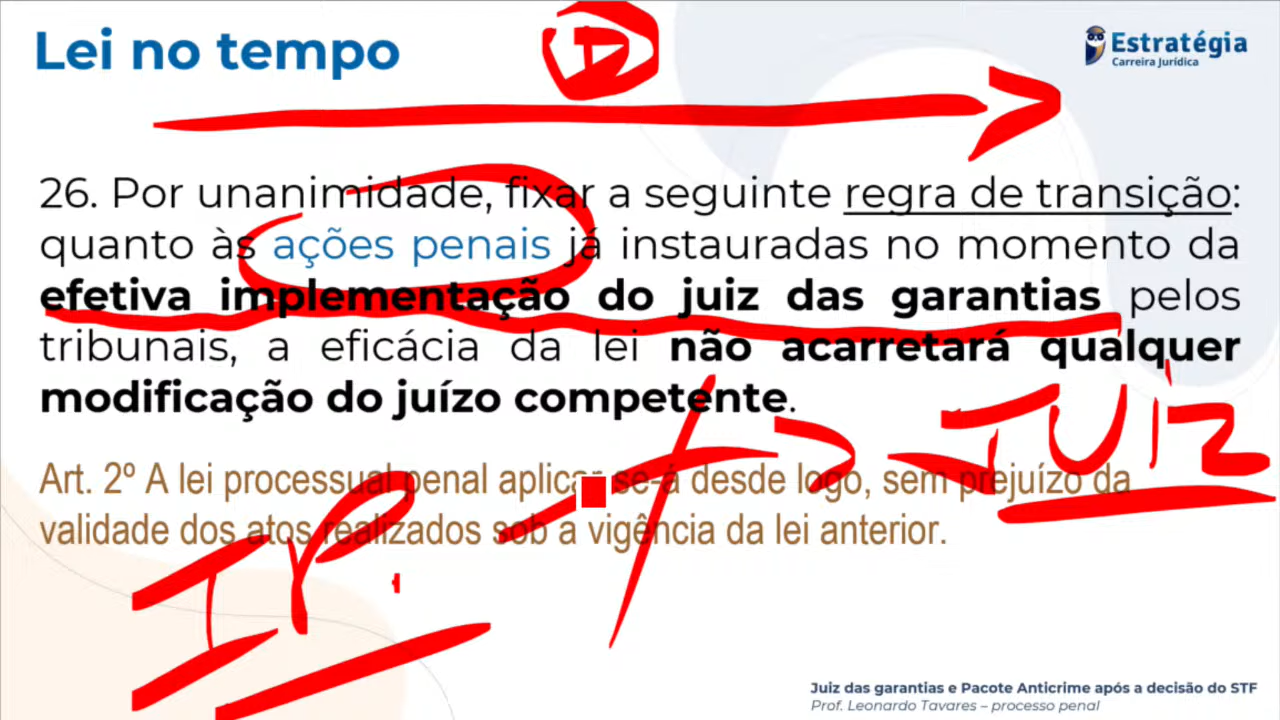 Lei no tempo
Estratégia
Carreira Jurídica
26. Por unanimidade, fixar a seguinte regra de transição:
quanto às ações penais já instauradas no momento da
efetiva implementação do juiz das garantias pelos
tribunais, a eficácia da lei não acarretará qualquer
modificação do juízo competente.
JUIZ
Art. 2º A lei processual penal aplicar-se-á desde logo, sem prejuízo da
validade dos atos realizados sob a vigência da lei anterior.
IP.
Juiz das garantias e Pacote Anticrime após a decisão do STF
Prof. Leonardo Tavares – processo penal